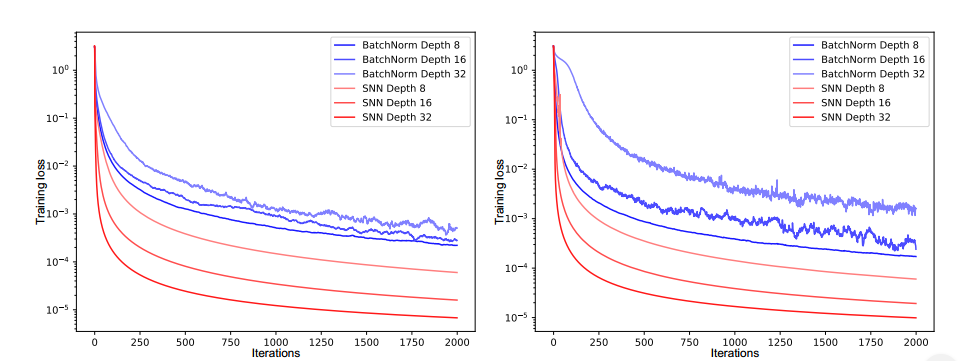 BatchNorm Depth 8
BatchNorm Depth 16
BatchNorm Depth 32
SNN Depth 8
SNN Depth 16
SNN Depth 32
10⁰
10⁻¹
10⁻²
10⁻³
10⁻⁴
10⁻⁵
Training loss
0 250 500 750 1000 1250 1500 1750 2000
Iterations
BatchNorm Depth 8
BatchNorm Depth 16
BatchNorm Depth 32
SNN Depth 8
SNN Depth 16
SNN Depth 32
10⁰
10⁻¹
10⁻²
10⁻³
10⁻⁴
10⁻⁵
Training loss
0 250 500 750 1000 1250 1500 1750 2000
Iterations